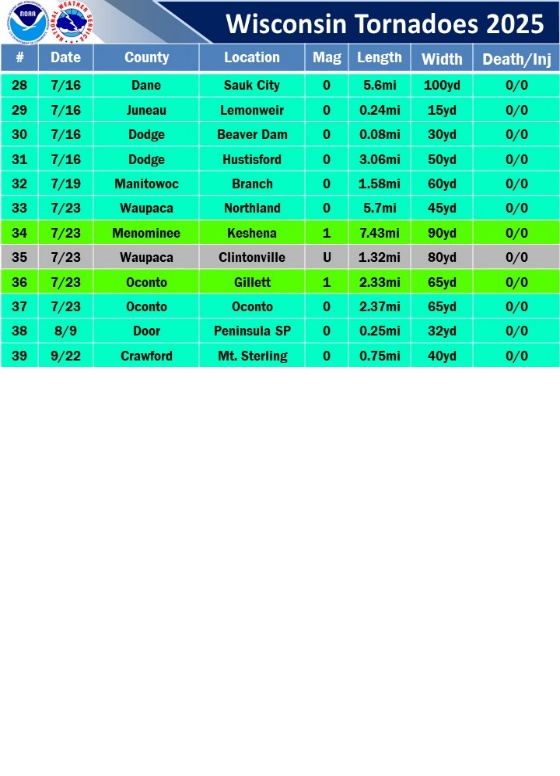 NOAA
NATIONAL WEATHER SERVICE
Wisconsin Tornadoes 2025
# Date County Location Mag Length Width Death/Inj
28 7/16 Dane Sauk City 0 5.6mi 100yd 0/0
29 7/16 Juneau Lemonweir 0 0.24mi 15yd 0/0
30 7/16 Dodge Beaver Dam 0 0.08mi 30yd 0/0
31 7/16 Dodge Hustisford 0 3.06mi 50yd 0/0
32 7/19 Manitowoc Branch 0 1.58mi 60yd 0/0
33 7/23 Waupaca Northland 0 5.7mi 45yd 0/0
34 7/23 Menominee Keshena 1 7.43mi 90yd 0/0
35 7/23 Waupaca Clintonville U 1.32mi 80yd 0/0
36 7/23 Oconto Gillett 1 2.33mi 65yd 0/0
37 7/23 Oconto Oconto 0 2.37mi 65yd 0/0
38 8/9 Door Peninsula SP 0 0.25mi 32yd 0/0
39 9/22 Crawford Mt. Sterling 0 0.75mi 40yd 0/0